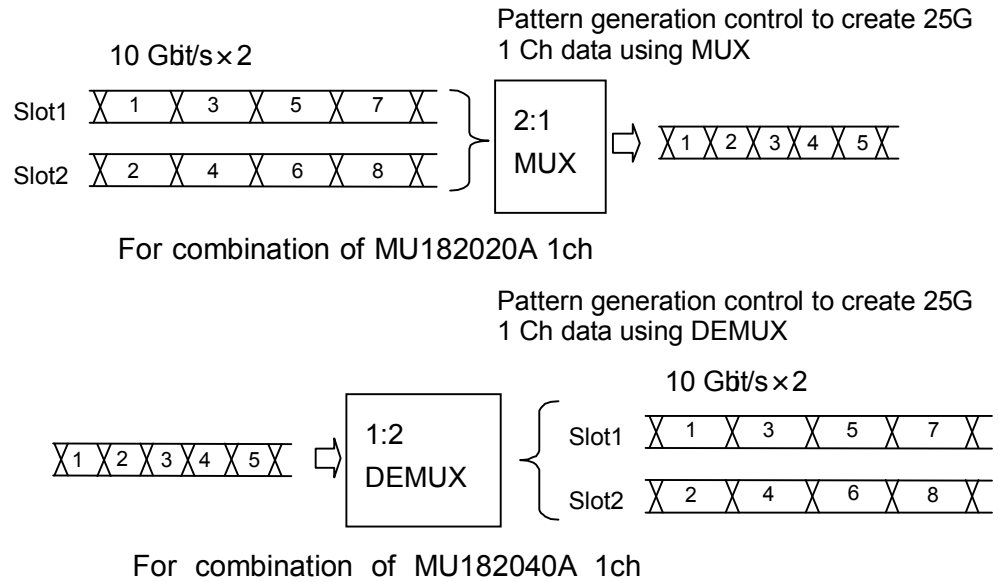 Pattern generation control to create 25G
1 Ch data using MUX
10 Gbit/s×2
Slot1 1 3 5 7
2:1
MUX
1 2 3 4 5
Slot2 2 4 6 8
For combination of MU182020A 1ch
Pattern generation control to create 25G
1 Ch data using DEMUX
10 Gbit/s×2
1 2 3 4 5
1:2
DEMUX
Slot1 1 3 5 7
Slot2 2 4 6 8
For combination of MU182040A 1ch